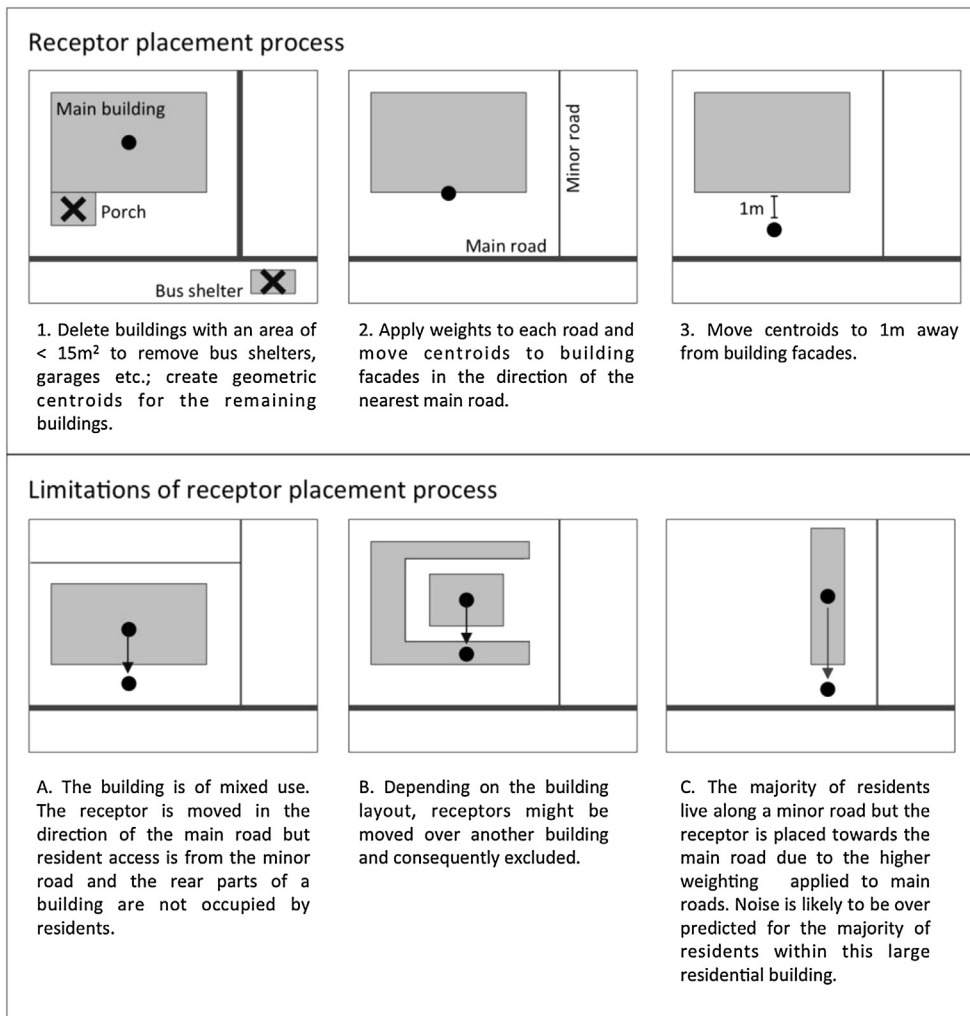 Receptor placement process
Main building
Porch
Bus shelter
Minor road
Main road
1m
1. Delete buildings with an area of
< 15m² to remove bus shelters,
garages etc.; create geometric
centroids for the remaining
buildings.
2. Apply weights to each road and
move centroids to building
facades in the direction of the
nearest main road.
3. Move centroids to 1m away
from building facades.
Limitations of receptor placement process
A. The building is of mixed use.
The receptor is moved in the
direction of the main road but
resident access is from the minor
road and the rear parts of a
building are not occupied by
residents.
B. Depending on the building
layout, receptors might be
moved over another building
and consequently excluded.
C. The majority of residents
live along a minor road but the
receptor is placed towards the
main road due to the higher
weighting applied to main
roads. Noise is likely to be over
predicted for the majority of
residents within this large
residential building.